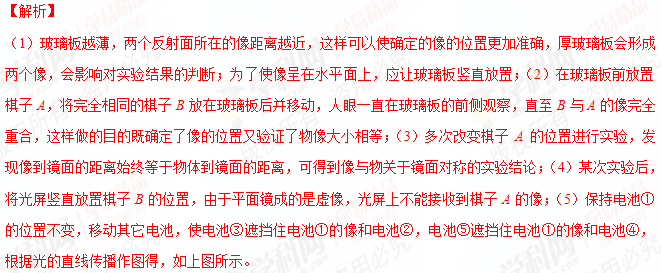 【解析】
（1）玻璃板越薄，两个反射面所在的像距离越近，这样可以使确定的像的位置更加准确，厚玻璃板会形成
两个像，会影响对实验结果的判断；为了使像呈在水平面上，应让玻璃板竖直放置；（2）在玻璃板前放置
棋子 A，将完全相同的棋子 B 放在玻璃板后并移动，人眼一直在玻璃板的前侧观察，直至 B 与 A 的像完全
重合，这样做的目的既确定了像的位置又验证了物像大小相等；（3）多次改变棋子 A 的位置进行实验，发
现像到镜面的距离始终等于物体到镜面的距离，可得到像与物关于镜面对称的实验结论；（4）某次实验后，
将光屏竖直放置棋子 B 的位置，由于平面镜成的是虚像，光屏上不能接收到棋子 A 的像；（5）保持电池①
的位置不变，移动其它电池，使电池③遮挡住电池①的像和电池②，电池⑤遮挡住电池①的像和电池④，
根据光的直线传播作图得，如上图所示。